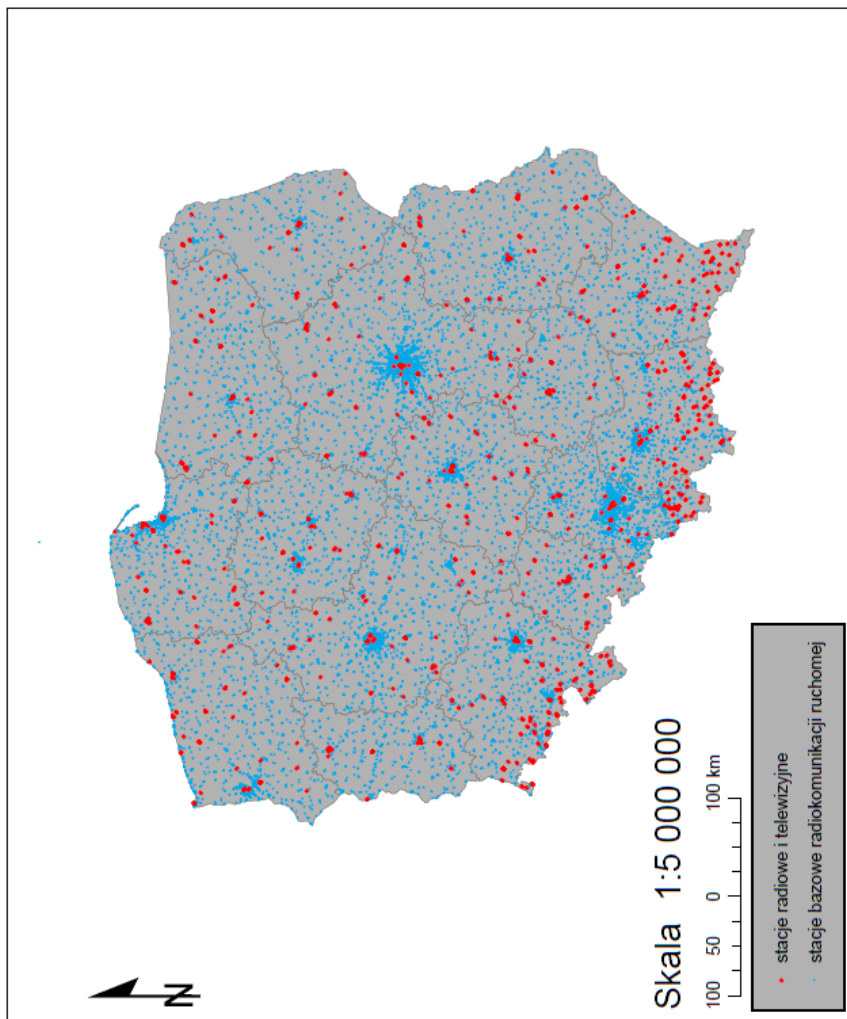 N
Skala 1:5 000 000
100 50 0 100 km
stacje radiowe i telewizyjne
stacje bazowe radiokomunikacji ruchomej